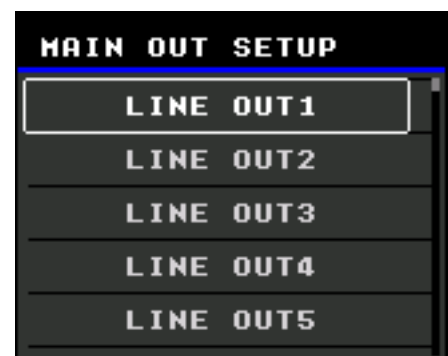 MAIN OUT SETUP
LINE OUT1
LINE OUT2
LINE OUT3
LINE OUT4
LINE OUT5